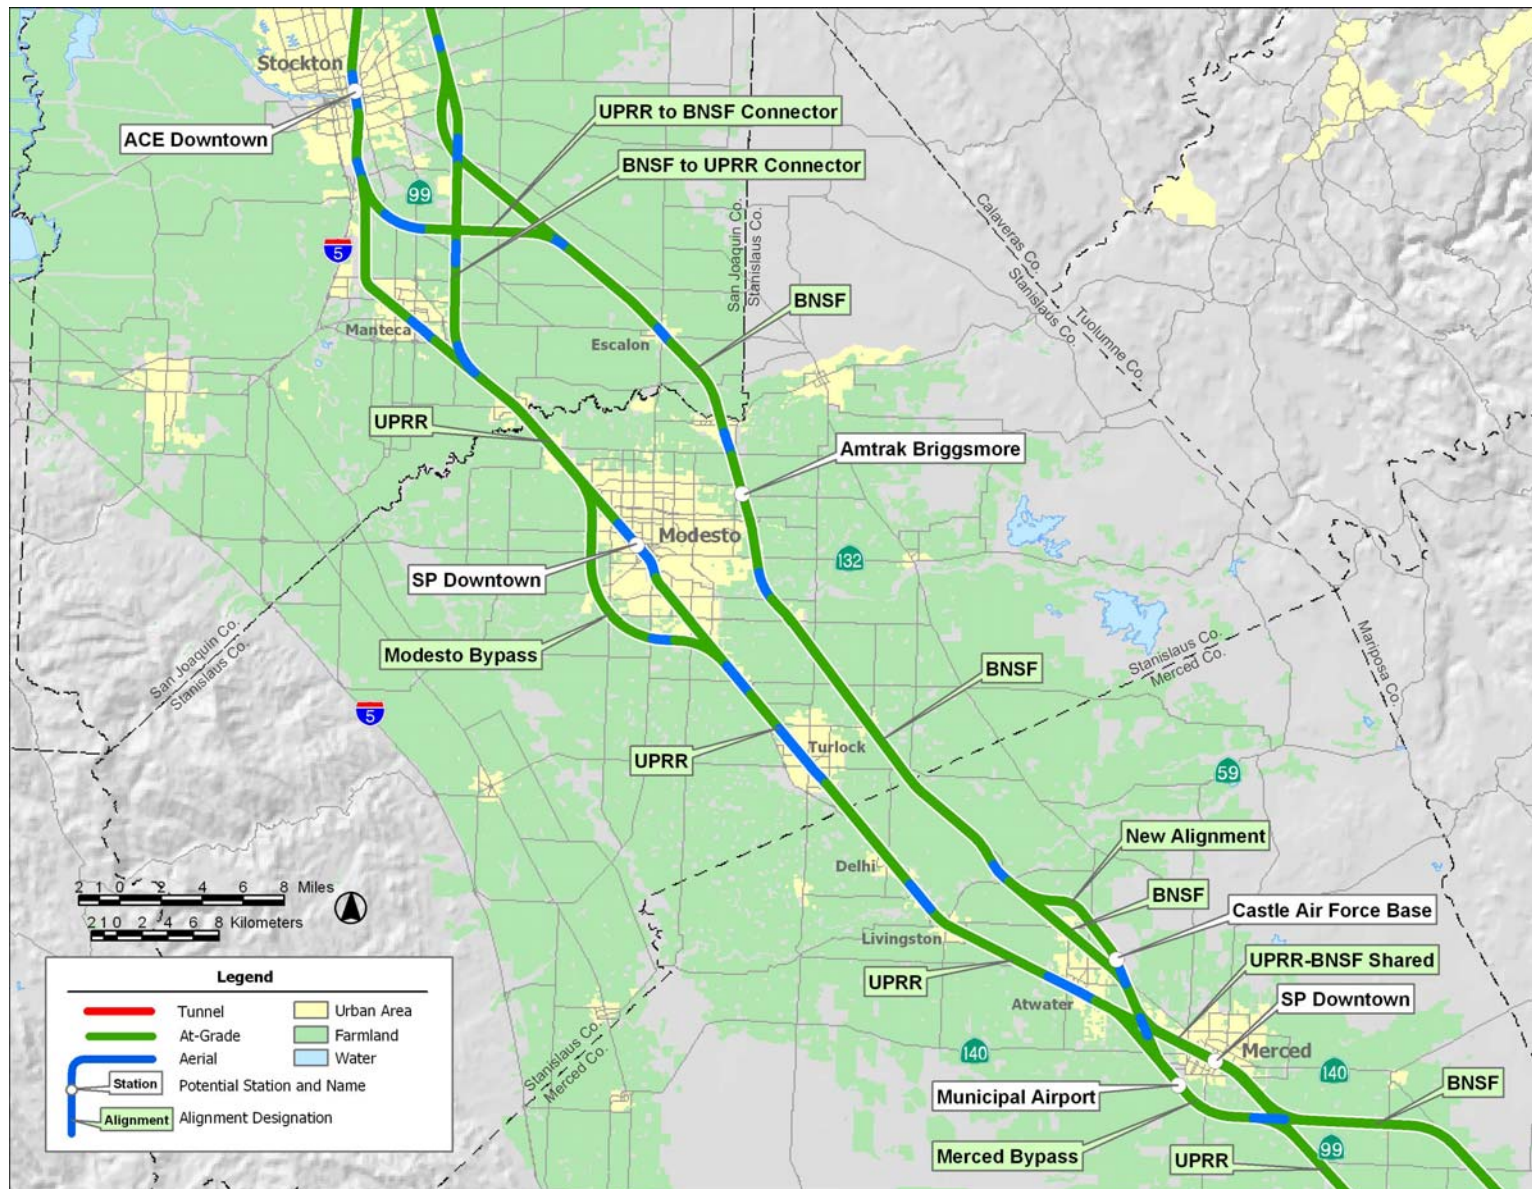 Stockton
UPRR to BNSF Connector
ACE Downtown
BNSF to UPRR Connector
99
5
San Joaquin Co.
Stanislaus Co.
Calaveras Co.
Stanislaus Co.
Tuolumne Co.
BNSF
Manteca
Escalon
UPRR
Amtrak Briggsmore
Modesto
132
SP Downtown
Modesto Bypass
San Joaquin Co.
Stanislaus Co.
Stanislaus Co.
Merced Co.
Mariposa Co.
BNSF
5
Turlock
UPRR
59
New Alignment
Delhi
BNSF
2 1 0 2 4 6 8 Miles
2 1 0 2 4 6 8 Kilometers
Castle Air Force Base
Livingston
UPRR-BNSF Shared
UPRR
SP Downtown
Atwater
Legend
Tunnel
Urban Area
At-Grade
Farmland
Aerial
Water
Station
Potential Station and Name
Alignment
Alignment Designation
Stanislaus Co.
Merced Co.
140
Merced
140
BNSF
Municipal Airport
Merced Bypass
UPRR
99